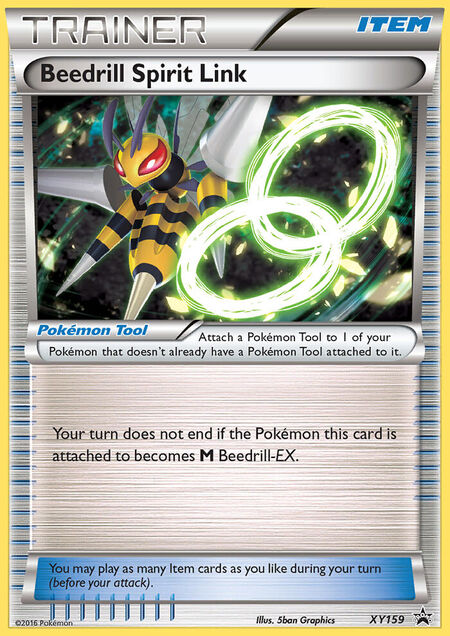 TRAINER
ITEM
Beedrill Spirit Link
Pokémon Tool
Attach a Pokémon Tool to 1 of your
Pokémon that doesn't already have a Pokémon Tool attached to it.
Your turn does not end if the Pokémon this card is
attached to becomes M Beedrill-EX.
You may play as many Item cards as you like during your turn
(before your attack).
©2016 Pokémon
Illus. 5ban Graphics
XY159